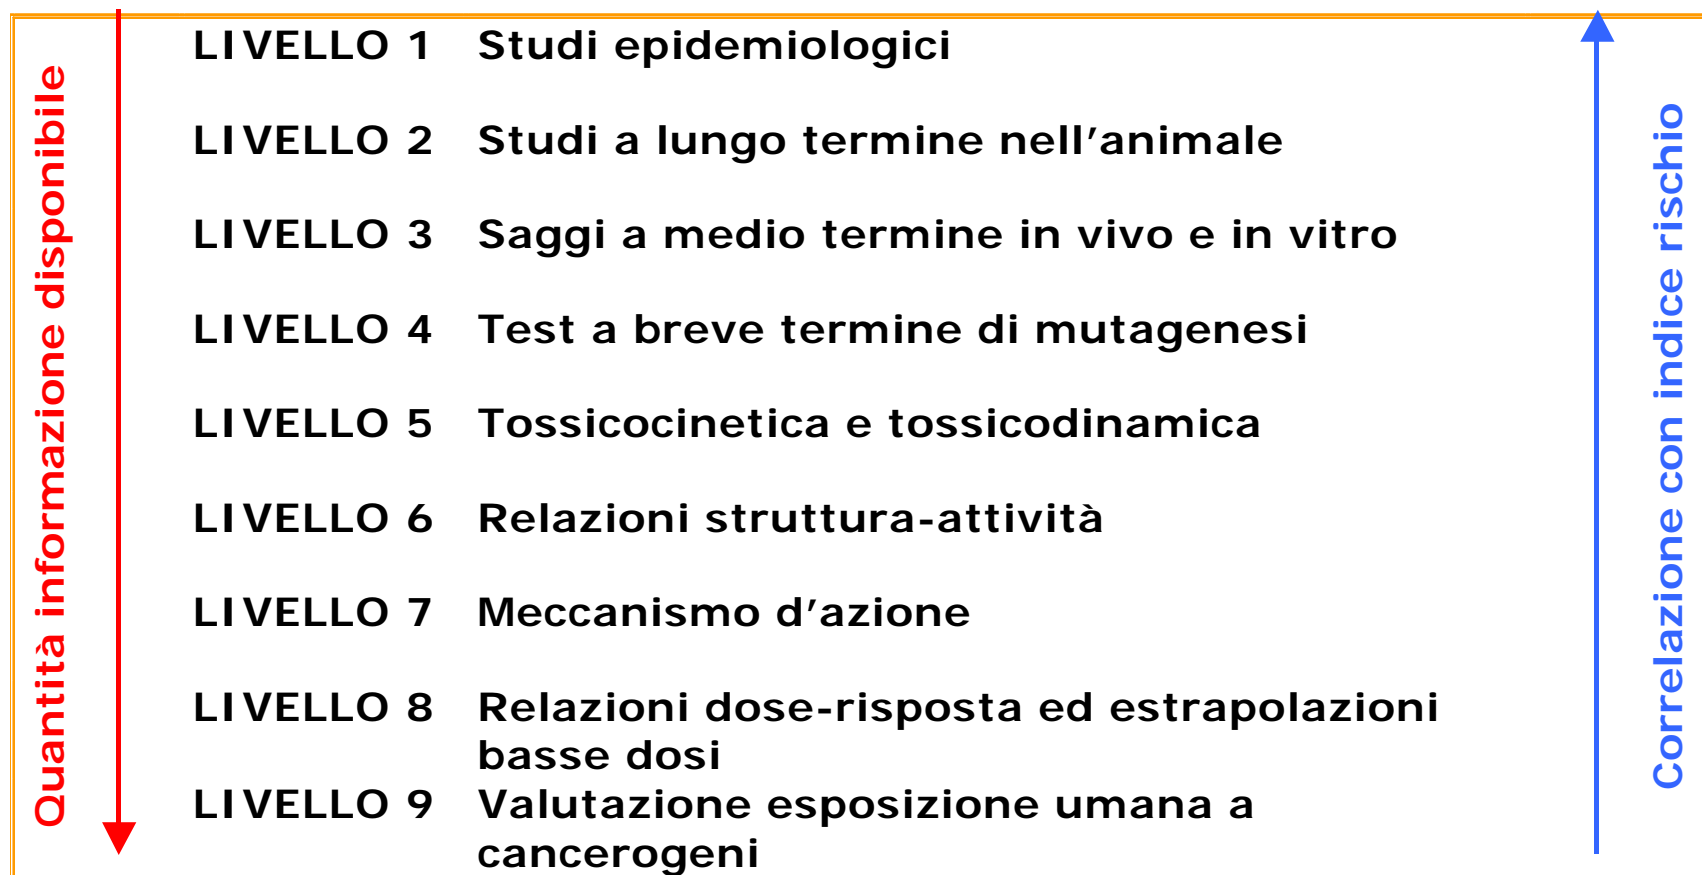 Quantità informazione disponibile
LIVELLO 1 Studi epidemiologici
LIVELLO 2 Studi a lungo termine nell’animale
LIVELLO 3 Saggi a medio termine in vivo e in vitro
LIVELLO 4 Test a breve termine di mutagenesi
LIVELLO 5 Tossicocinetica e tossicodinamica
LIVELLO 6 Relazioni struttura-attività
LIVELLO 7 Meccanismo d’azione
LIVELLO 8 Relazioni dose-risposta ed estrapolazioni
basse dosi
LIVELLO 9 Valutazione esposizione umana a
cancerogeni
Correlazione con indice rischio